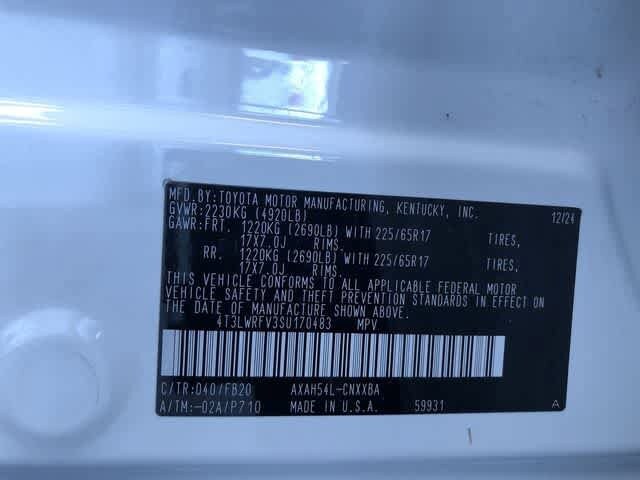 MFD.BY:TOYOTA MOTOR MANUFACTURING, KENTUCKY, INC. 12/24
GVWR:2230KG (4920LB)
GAWR:FRT. 1220KG (2690LB) WITH 225/65R17 TIRES,
17X7.0J RIMS.
RR. 1220KG (2690LB) WITH 225/65R17 TIRES,
17X7.0J RIMS.
THIS VEHICLE CONFORMS TO ALL APPLICABLE FEDERAL MOTOR
VEHICLE SAFETY AND THEFT PREVENTION STANDARDS IN EFFECT ON
THE DATE OF MANUFACTURE SHOWN ABOVE.
4T3LWRFV3SU170483 MPV
C/TR:040/FB20 AXAH54L-CNXXBA
A/TM:-02A/P710 MADE IN U.S.A. 59931 A